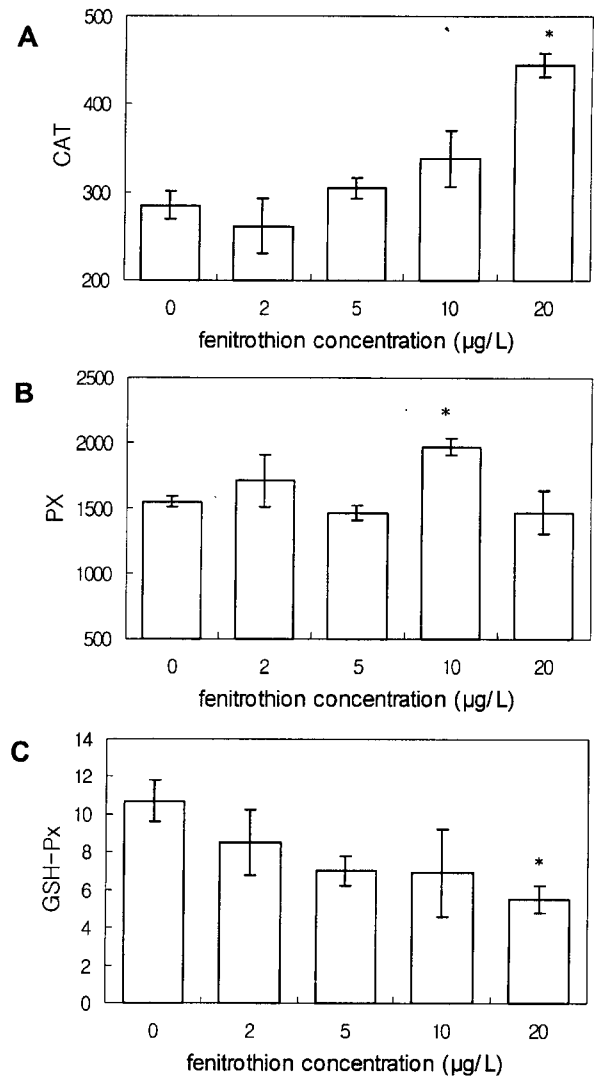 A
500
*
400
CAT
300
200
0 2 5 10 20
fenitrothion concentration (µg/L)
B
2500
*
2000
PX
1500
1000
500
0 2 5 10 20
fenitrothion concentration (µg/L)
C
14
12
10
*
GSH-Px
8
6
4
2
0
0 2 5 10 20
fenitrothion concentration (µg/L)